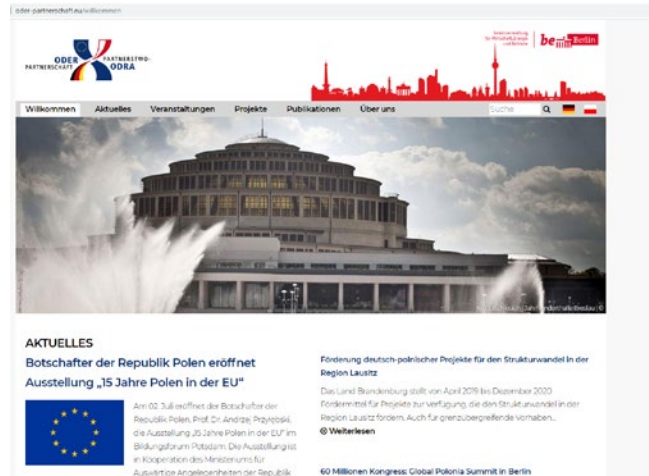 oder-partnerschaft.eu/willkommen
ODER PARTNERSTWO-
PARTNERSCHAFT ODRA
be Berlin
Willkommen Aktuelles Veranstaltungen Projekte Publikationen Über uns Suche
AKTUELLES
Botschafter der Republik Polen eröffnet
Ausstellung „15 Jahre Polen in der EU“
Am 02. Juli eröffnet der Botschafter der
Republik Polen, Prof. Dr. Andrzej Przyłębski,
die Ausstellung „15 Jahre Polen in der EU“ im
Bildungsforum Potsdam. Die Ausstellung ist
in Kooperation des Ministeriums für
Auswärtige Angelegenheiten der Republik
Förderung deutsch-polnischer Projekte für den Strukturwandel in der
Region Lausitz
Das Land Brandenburg stellt von April 2019 bis Dezember 2020
Fördermittel für Projekte zur Verfügung, die den Strukturwandel in der
Region Lausitz fördern. Auch für grenzübergreifende Vorhaben...
Weiterlesen
60 Millionen Kongress: Global Polonia Summit in Berlin